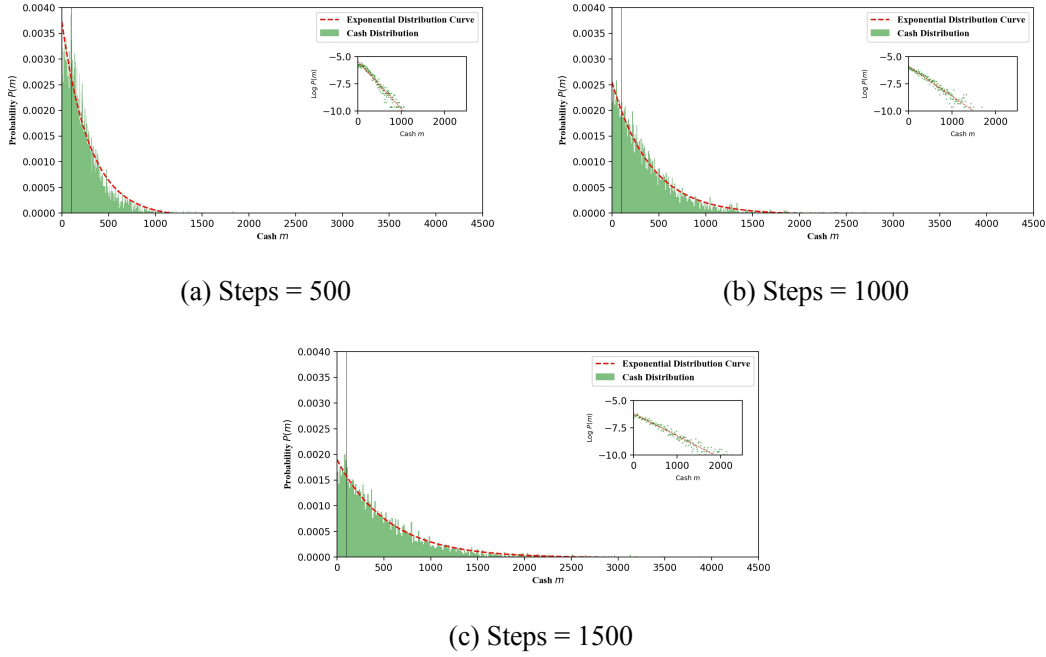 0.0040
0.0035
0.0030
0.0025
0.0020
0.0015
0.0010
0.0005
0.0000
Probability P(m)
0 500 1000 1500 2000 2500 3000 3500 4000 4500
Cash m
Exponential Distribution Curve
Cash Distribution
−5.0
−7.5
−10.0
Log P(m)
0 1000 2000
Cash m
(a) Steps = 500
0.0040
0.0035
0.0030
0.0025
0.0020
0.0015
0.0010
0.0005
0.0000
Probability P(m)
0 500 1000 1500 2000 2500 3000 3500 4000 4500
Cash m
Exponential Distribution Curve
Cash Distribution
−5.0
−7.5
−10.0
Log P(m)
0 1000 2000
Cash m
(b) Steps = 1000
0.0040
0.0035
0.0030
0.0025
0.0020
0.0015
0.0010
0.0005
0.0000
Probability P(m)
0 500 1000 1500 2000 2500 3000 3500 4000 4500
Cash m
Exponential Distribution Curve
Cash Distribution
−5.0
−7.5
−10.0
Log P(m)
0 1000 2000
Cash m
(c) Steps = 1500